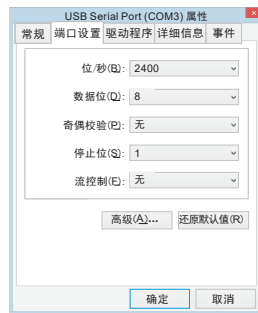 USB Serial Port (COM3) 属性
常规 端口设置 驱动程序 详细信息 事件
位/秒(B): 2400
数据位(D): 8
奇偶校验(P): 无
停止位(S): 1
流控制(F): 无
高级(A)... 还原默认值(R)
确定 取消